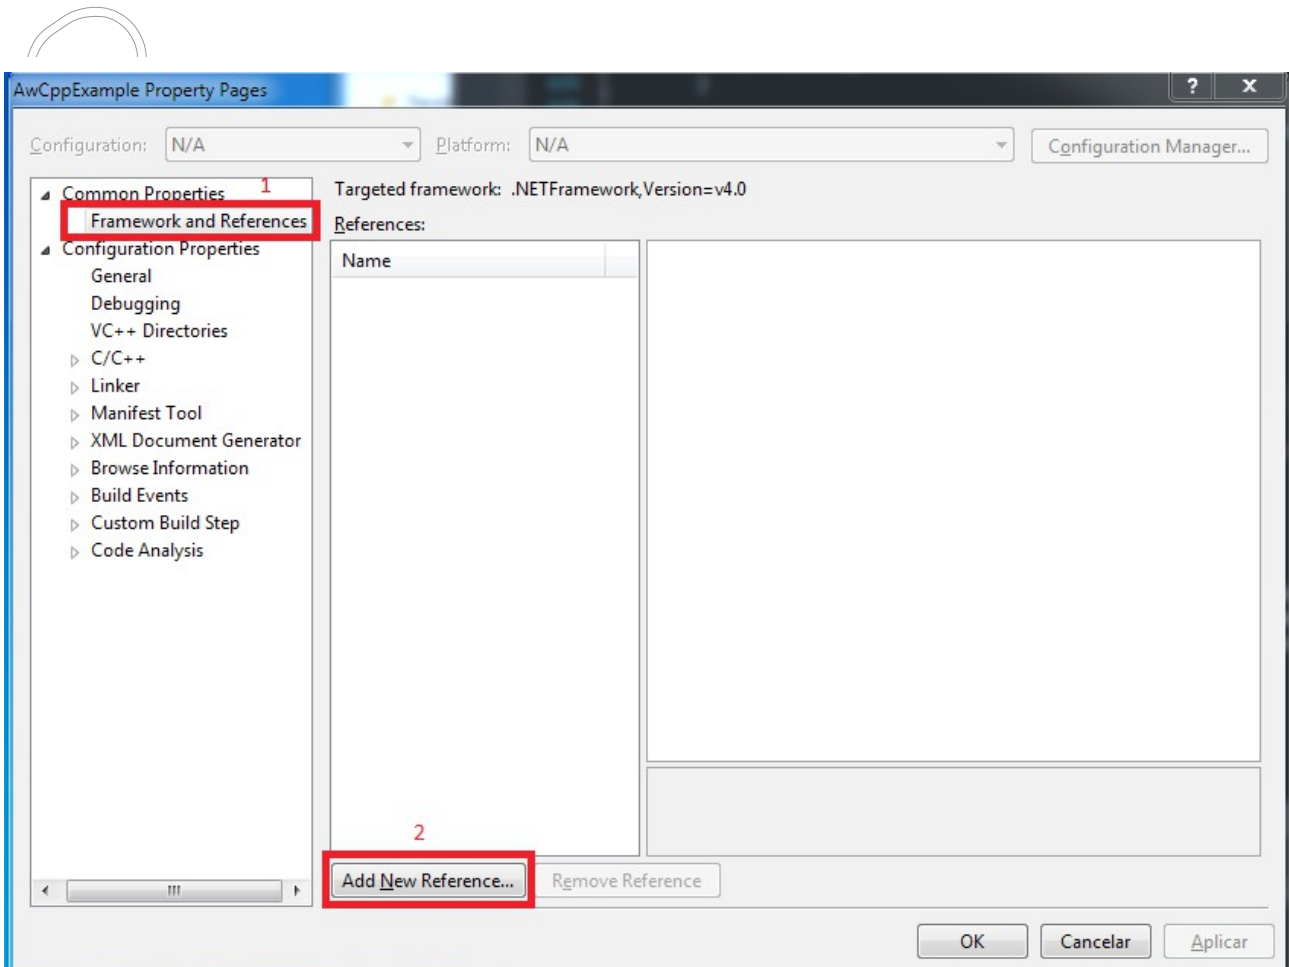 AwCppExample Property Pages
? x
Configuration: N/A Platform: N/A Configuration Manager...
Common Properties 1
Framework and References
Configuration Properties
General
Debugging
VC++ Directories
C/C++
Linker
Manifest Tool
XML Document Generator
Browse Information
Build Events
Custom Build Step
Code Analysis
Targeted framework: .NETFramework,Version=v4.0
References:
Name
2
Add New Reference... Remove Reference
OK Cancelar Aplicar